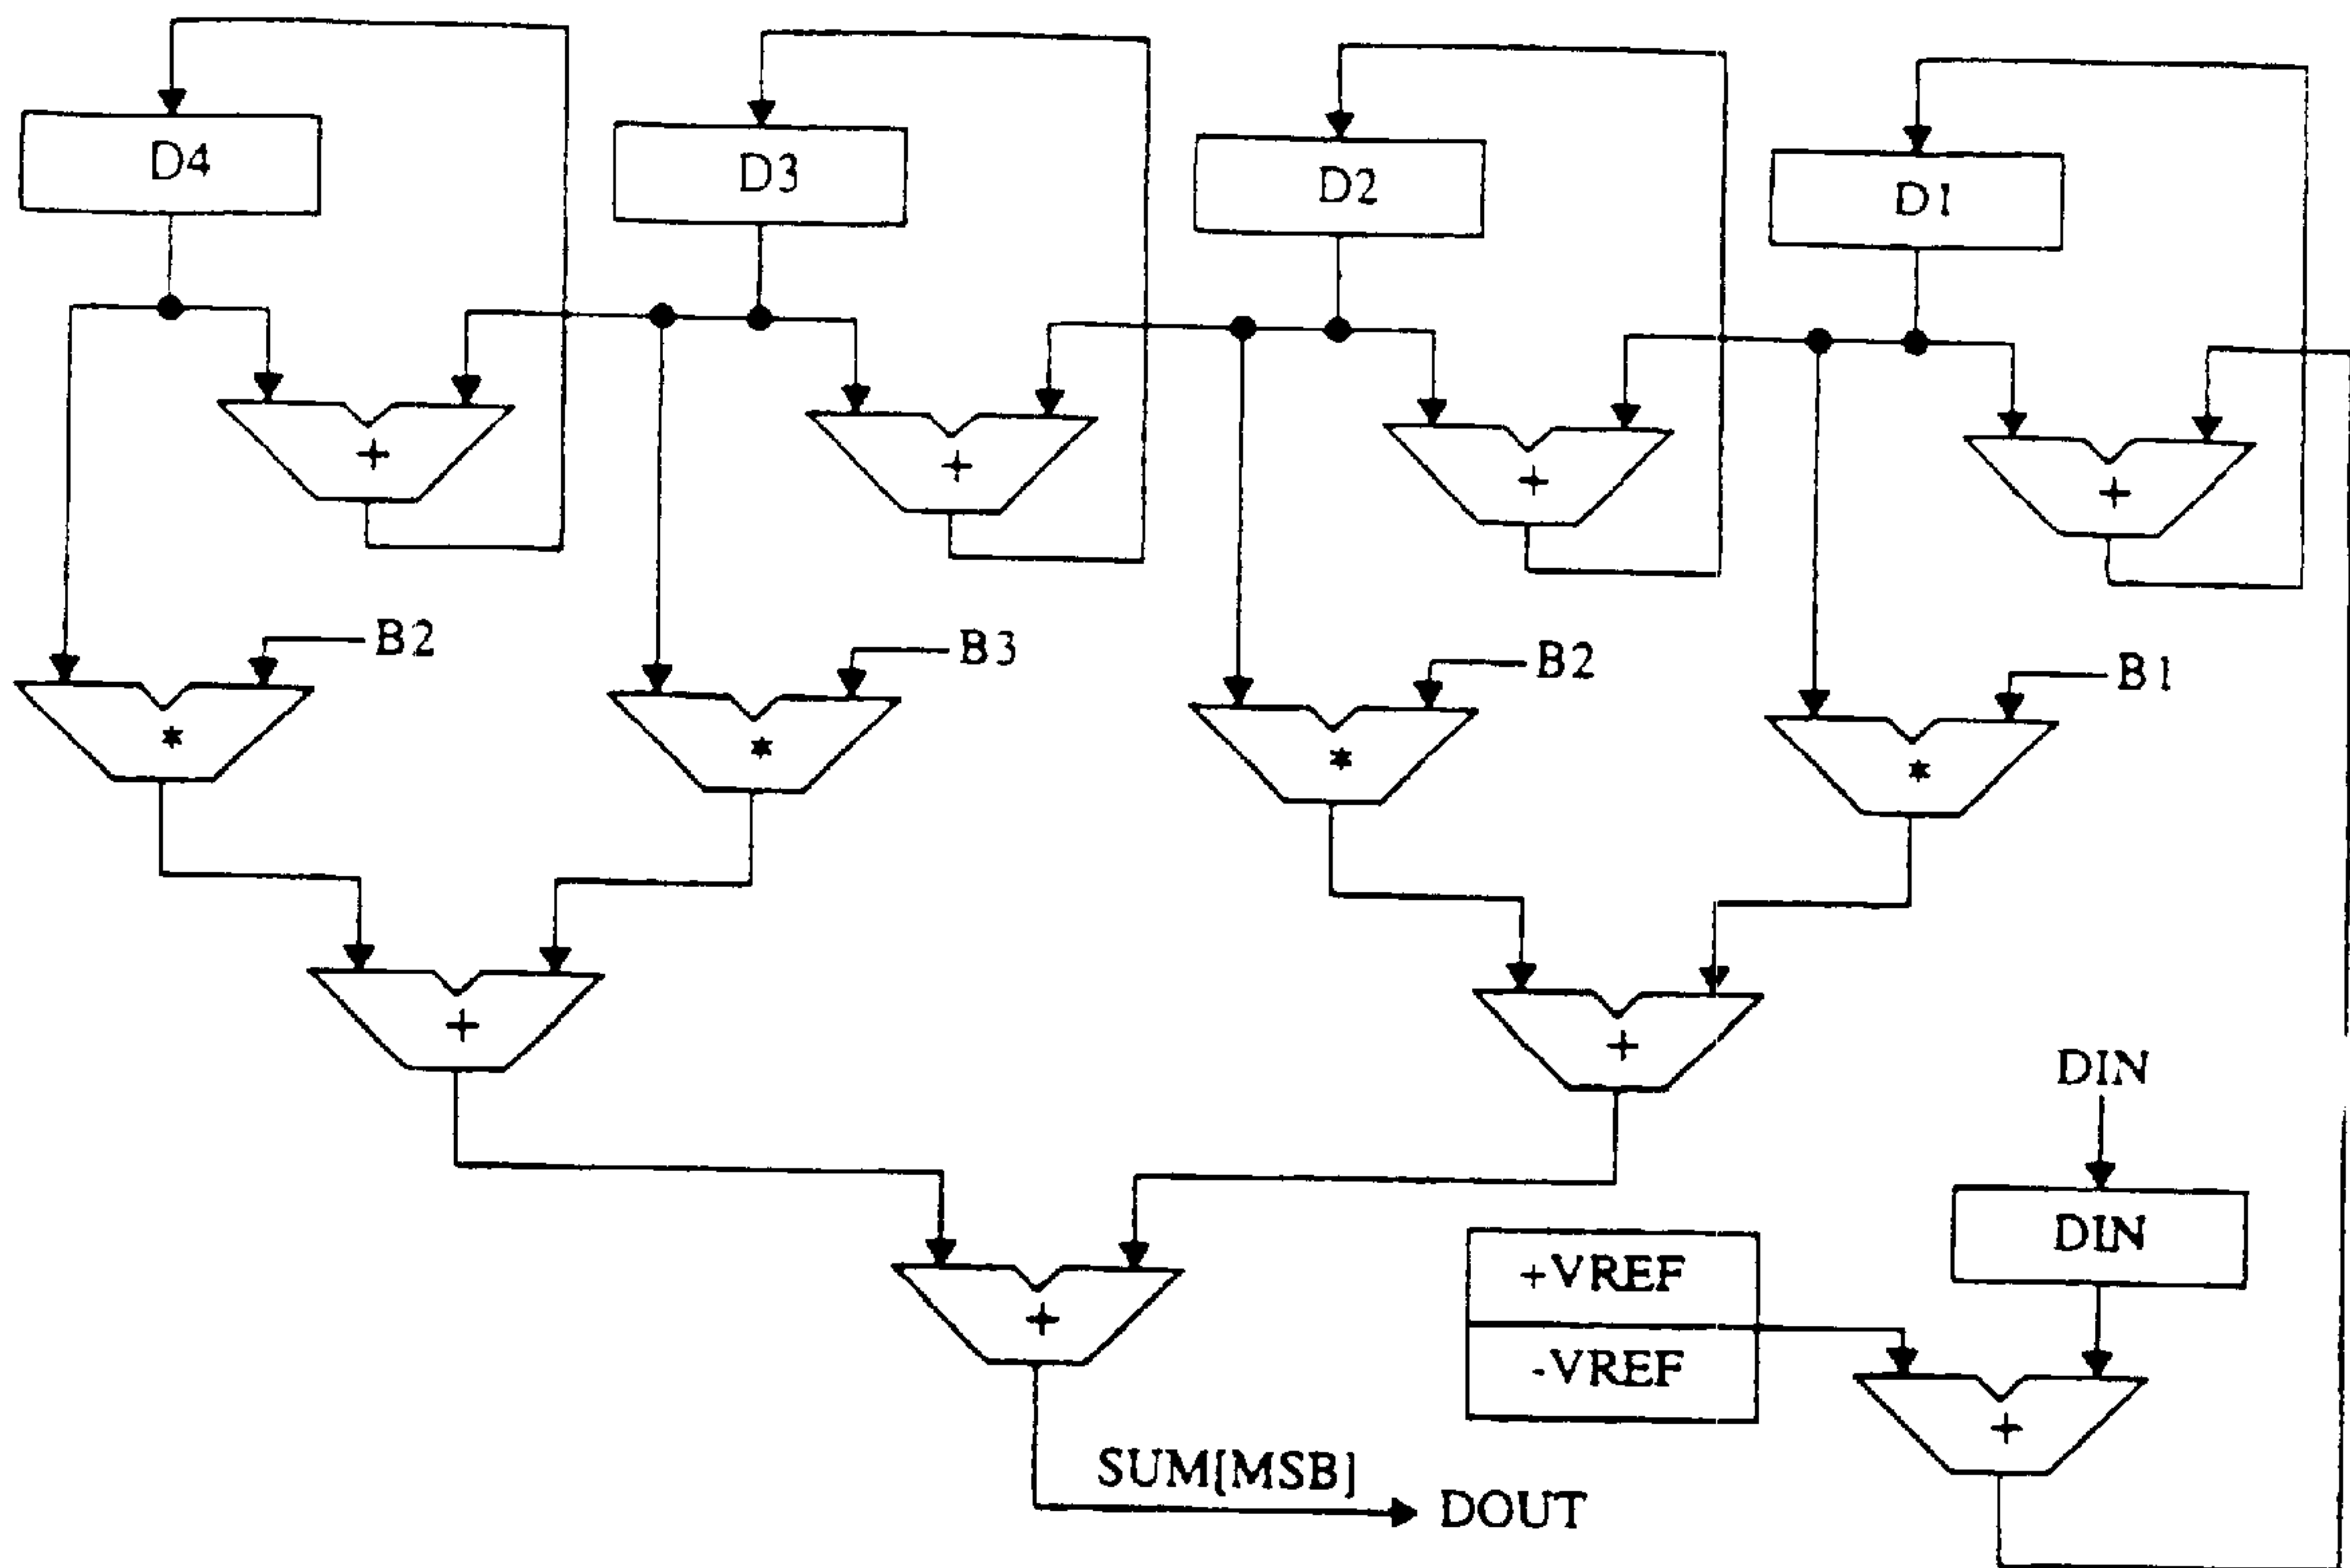 D4
D3
D2
D1
+
+
+
+
B2
B3
B2
B1
*
*
*
*
+
+
DIN
DIN
+VREF
-VREF
+
+
SUM[MSB]
DOUT